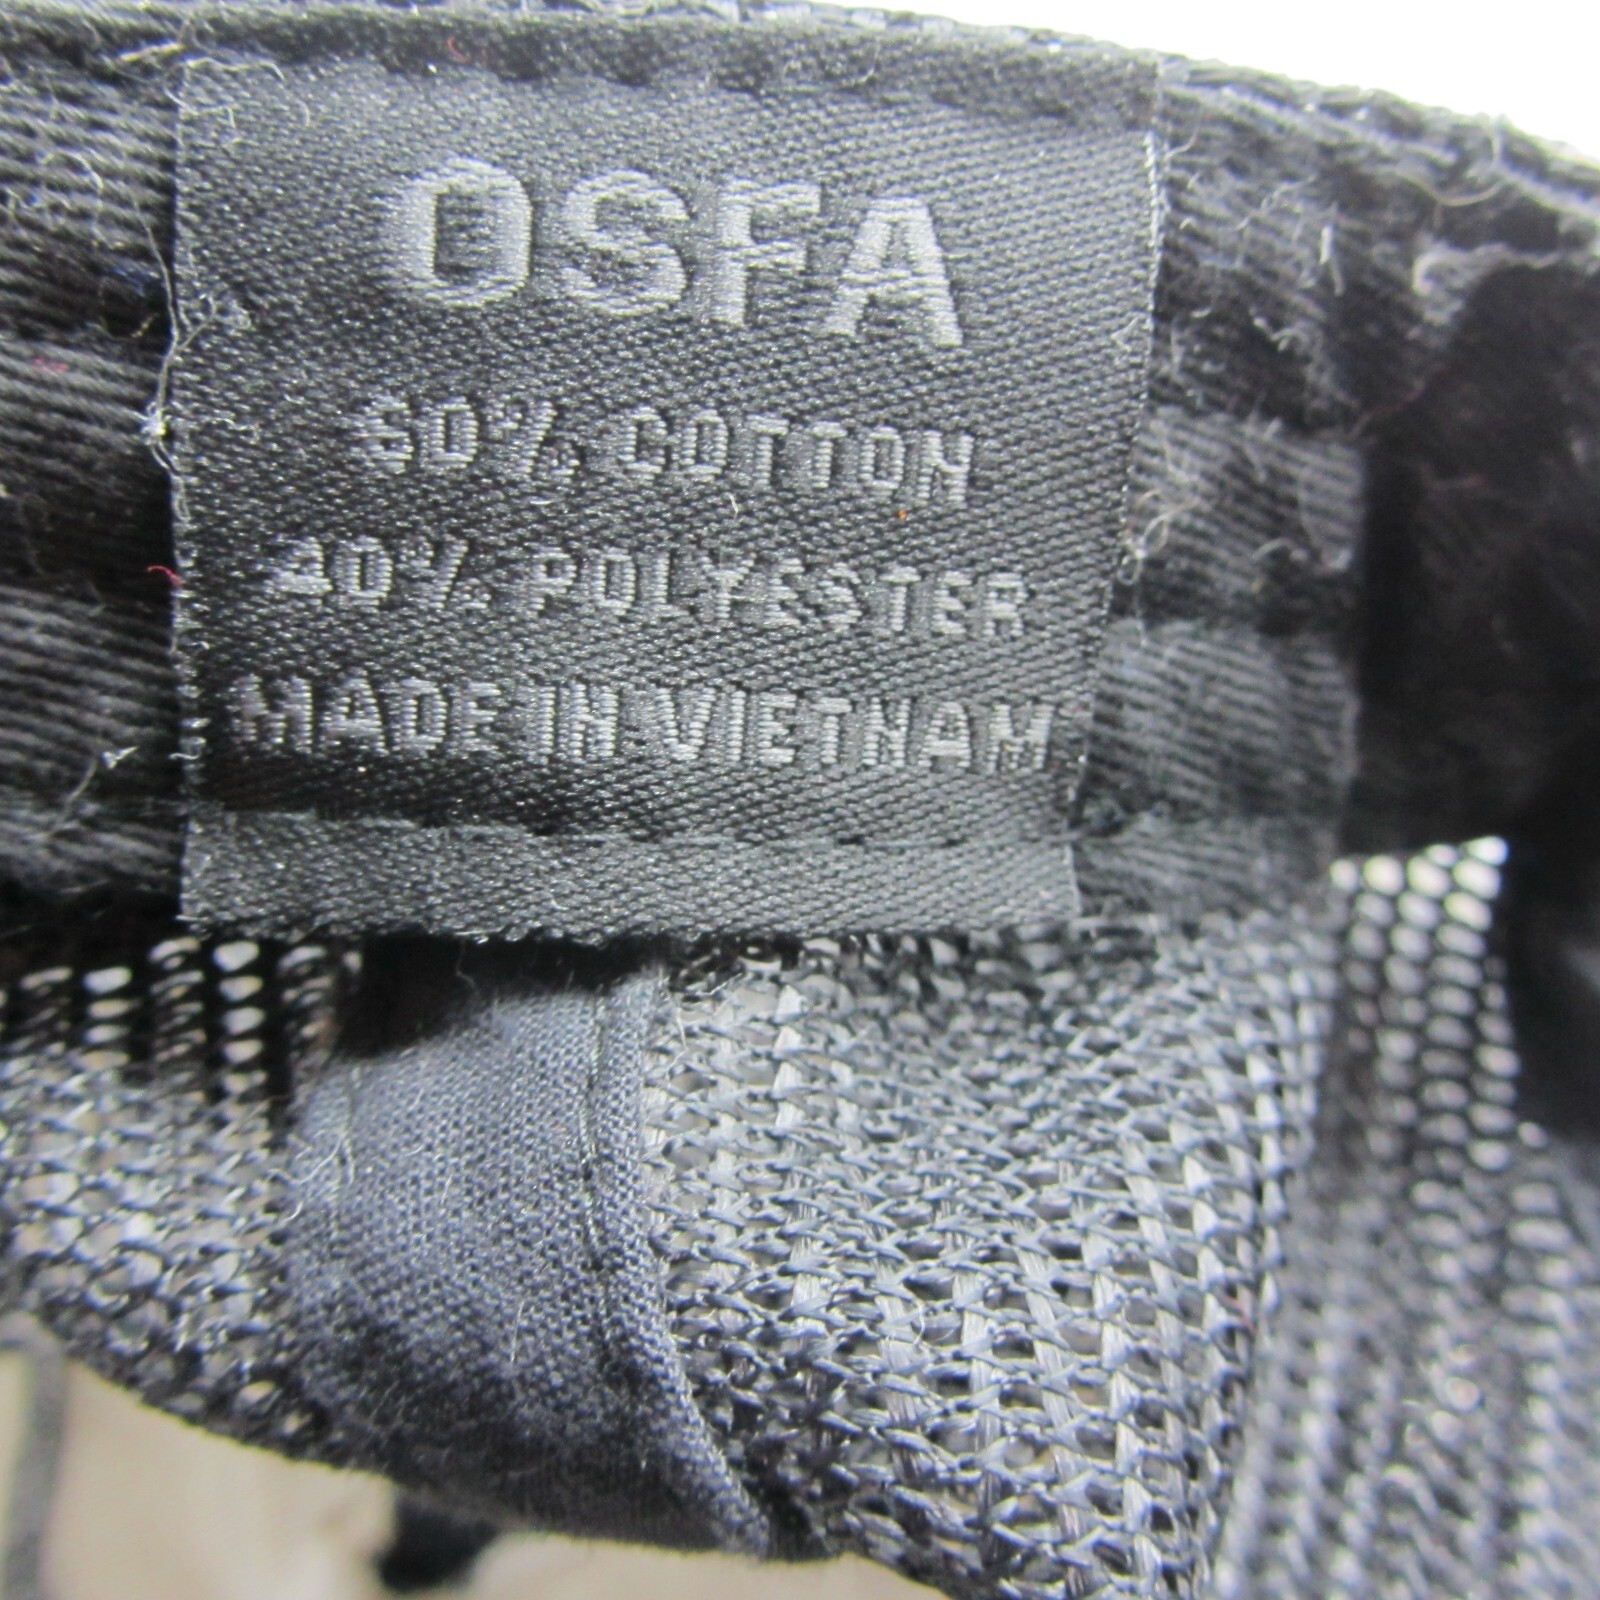 OSFA
60% COTTON
40% POLYESTER
MADE IN VIETNAM